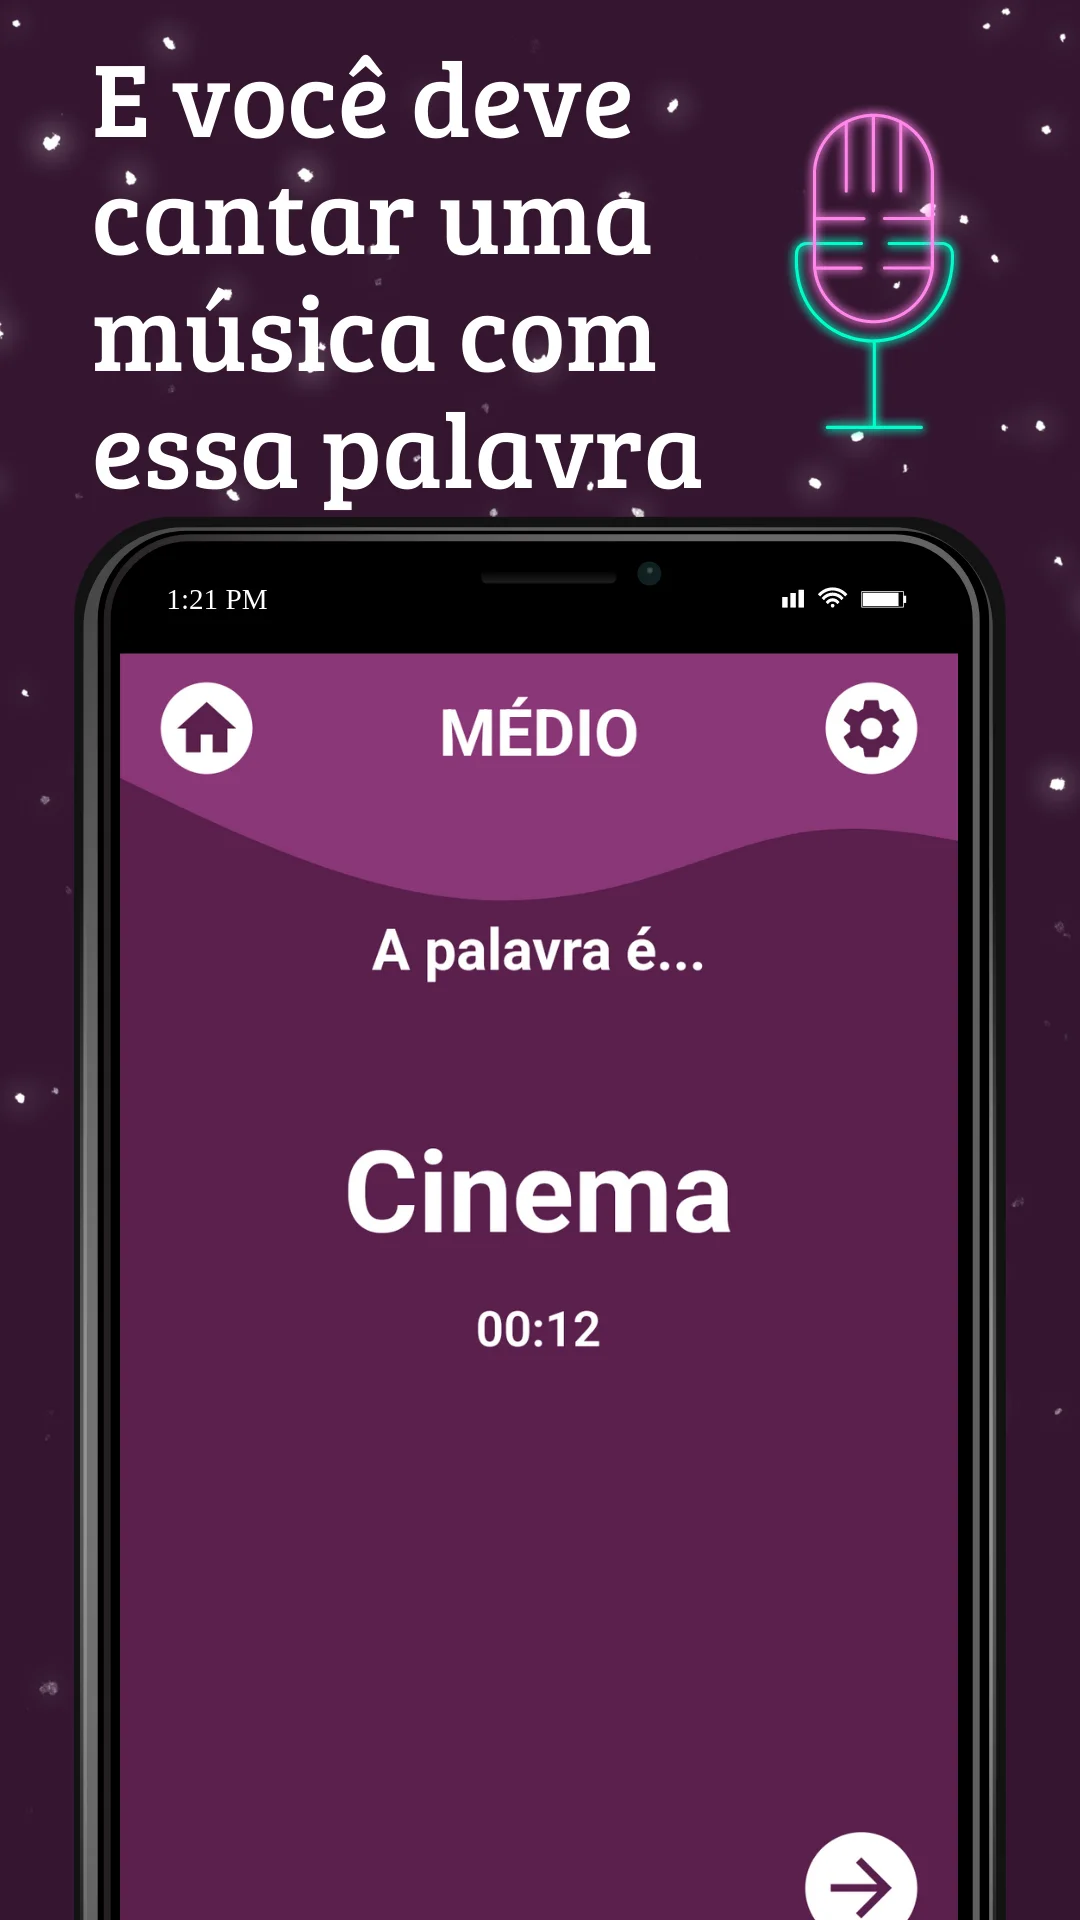 E você deve
cantar uma
música com
essa palavra
1:21 PM
MÉDIO
A palavra é...
Cinema
00:12